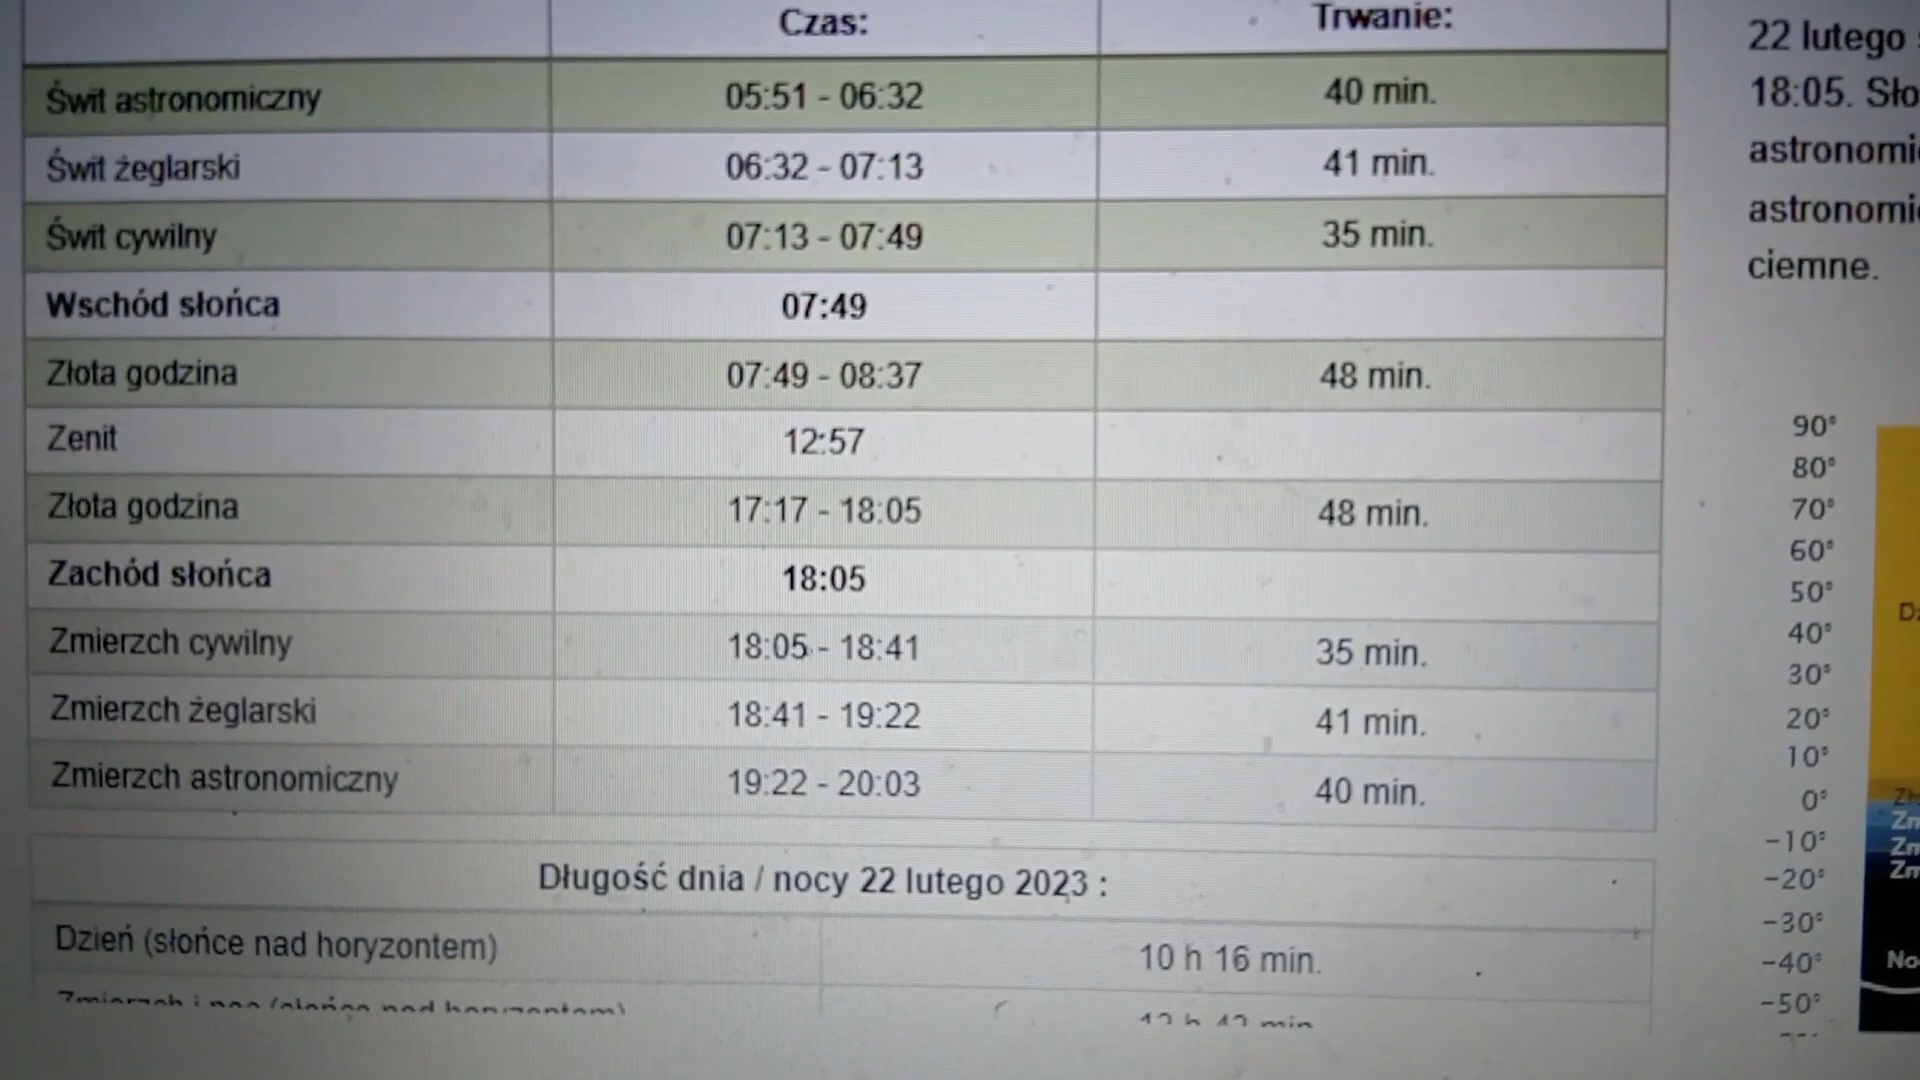 Czas: Trwanie:
Świt astronomiczny 05:51 - 06:32 40 min.
Świt żeglarski 06:32 - 07:13 41 min.
Świt cywilny 07:13 - 07:49 35 min.
Wschód słońca 07:49
Złota godzina 07:49 - 08:37 48 min.
Zenit 12:57
Złota godzina 17:17 - 18:05 48 min.
Zachód słońca 18:05
Zmierzch cywilny 18:05 - 18:41 35 min.
Zmierzch żeglarski 18:41 - 19:22 41 min.
Zmierzch astronomiczny 19:22 - 20:03 40 min.
Długość dnia / nocy 22 lutego 2023 :
Dzień (słońce nad horyzontem) 10 h 16 min.
22 lutego
18:05.
ciemne.
90°
80°
70°
60°
50°
40°
30°
20°
10°
0°
-10°
-20°
-30°
-40°
-50°